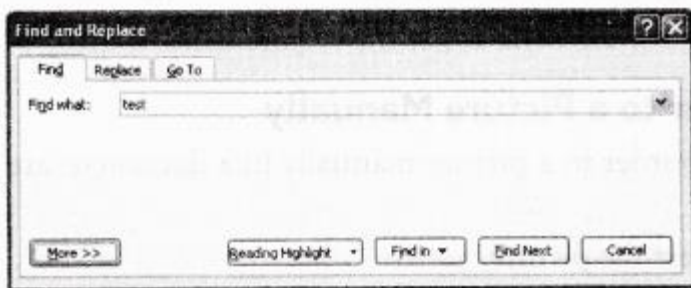 Find and Replace
Find Replace Go To
Find what: test
More >> Reading Highlight Find in Find Next Cancel